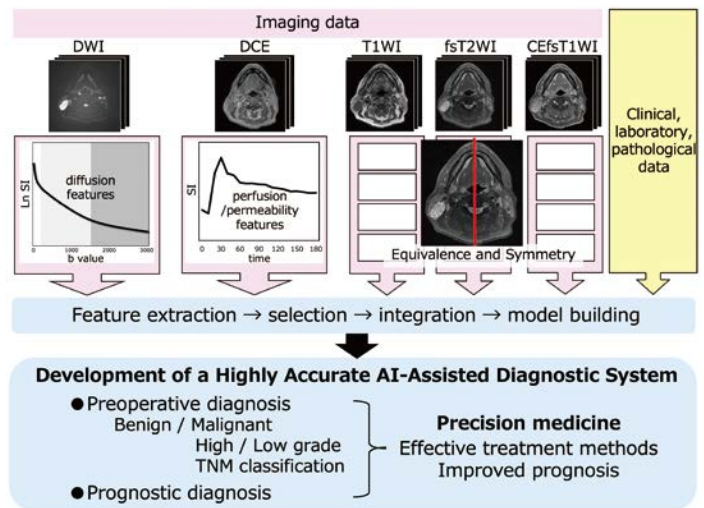 Imaging data
DWI
DCE
T1WI
fsT2WI
CEfsT1WI
Ln SI
diffusion
features
0
1000
2000
3000
b value
SI
perfusion
/permeability
features
0
30
60
90
120
150
180
time
Equivalence and Symmetry
Clinical,
laboratory,
pathological
data
Feature extraction → selection → integration → model building
Development of a Highly Accurate AI-Assisted Diagnostic System
●Preoperative diagnosis
Benign / Malignant
High / Low grade
TNM classification
●Prognostic diagnosis
Precision medicine
Effective treatment methods
Improved prognosis